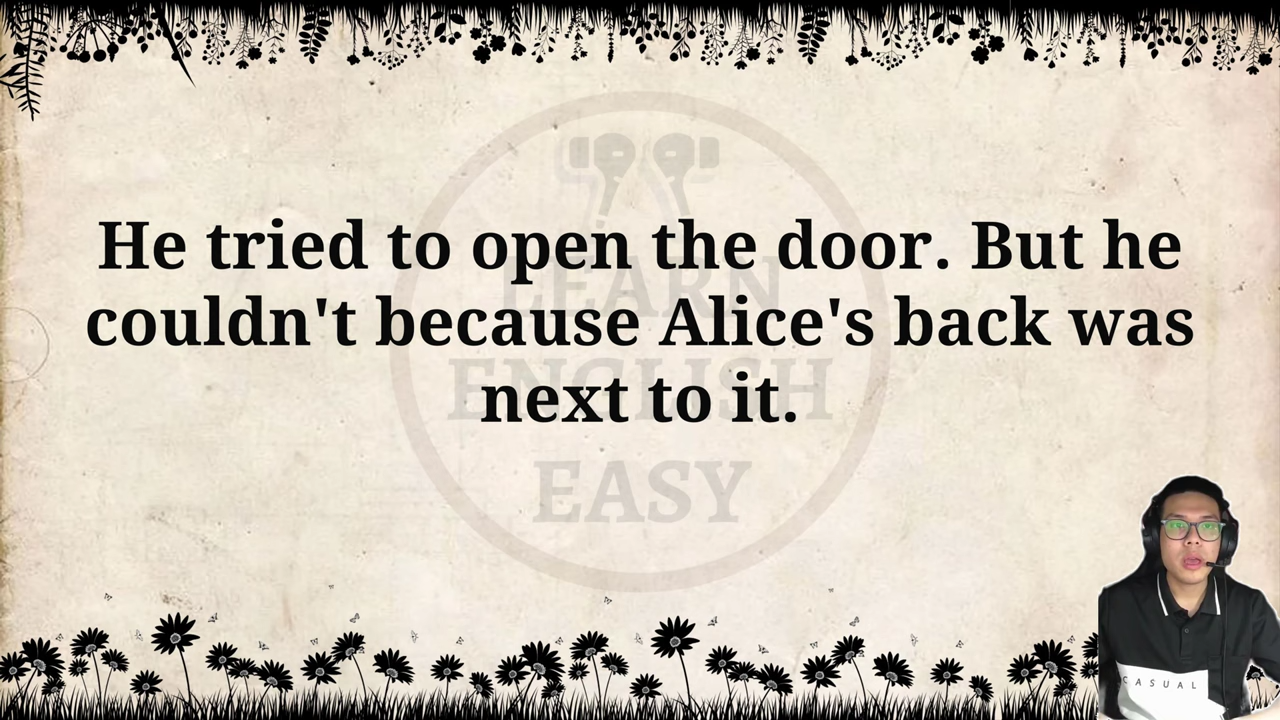 He tried to open the door. But he
couldn't because Alice's back was
next to it.
LEARN
ENGLISH
EASY
CASUAL